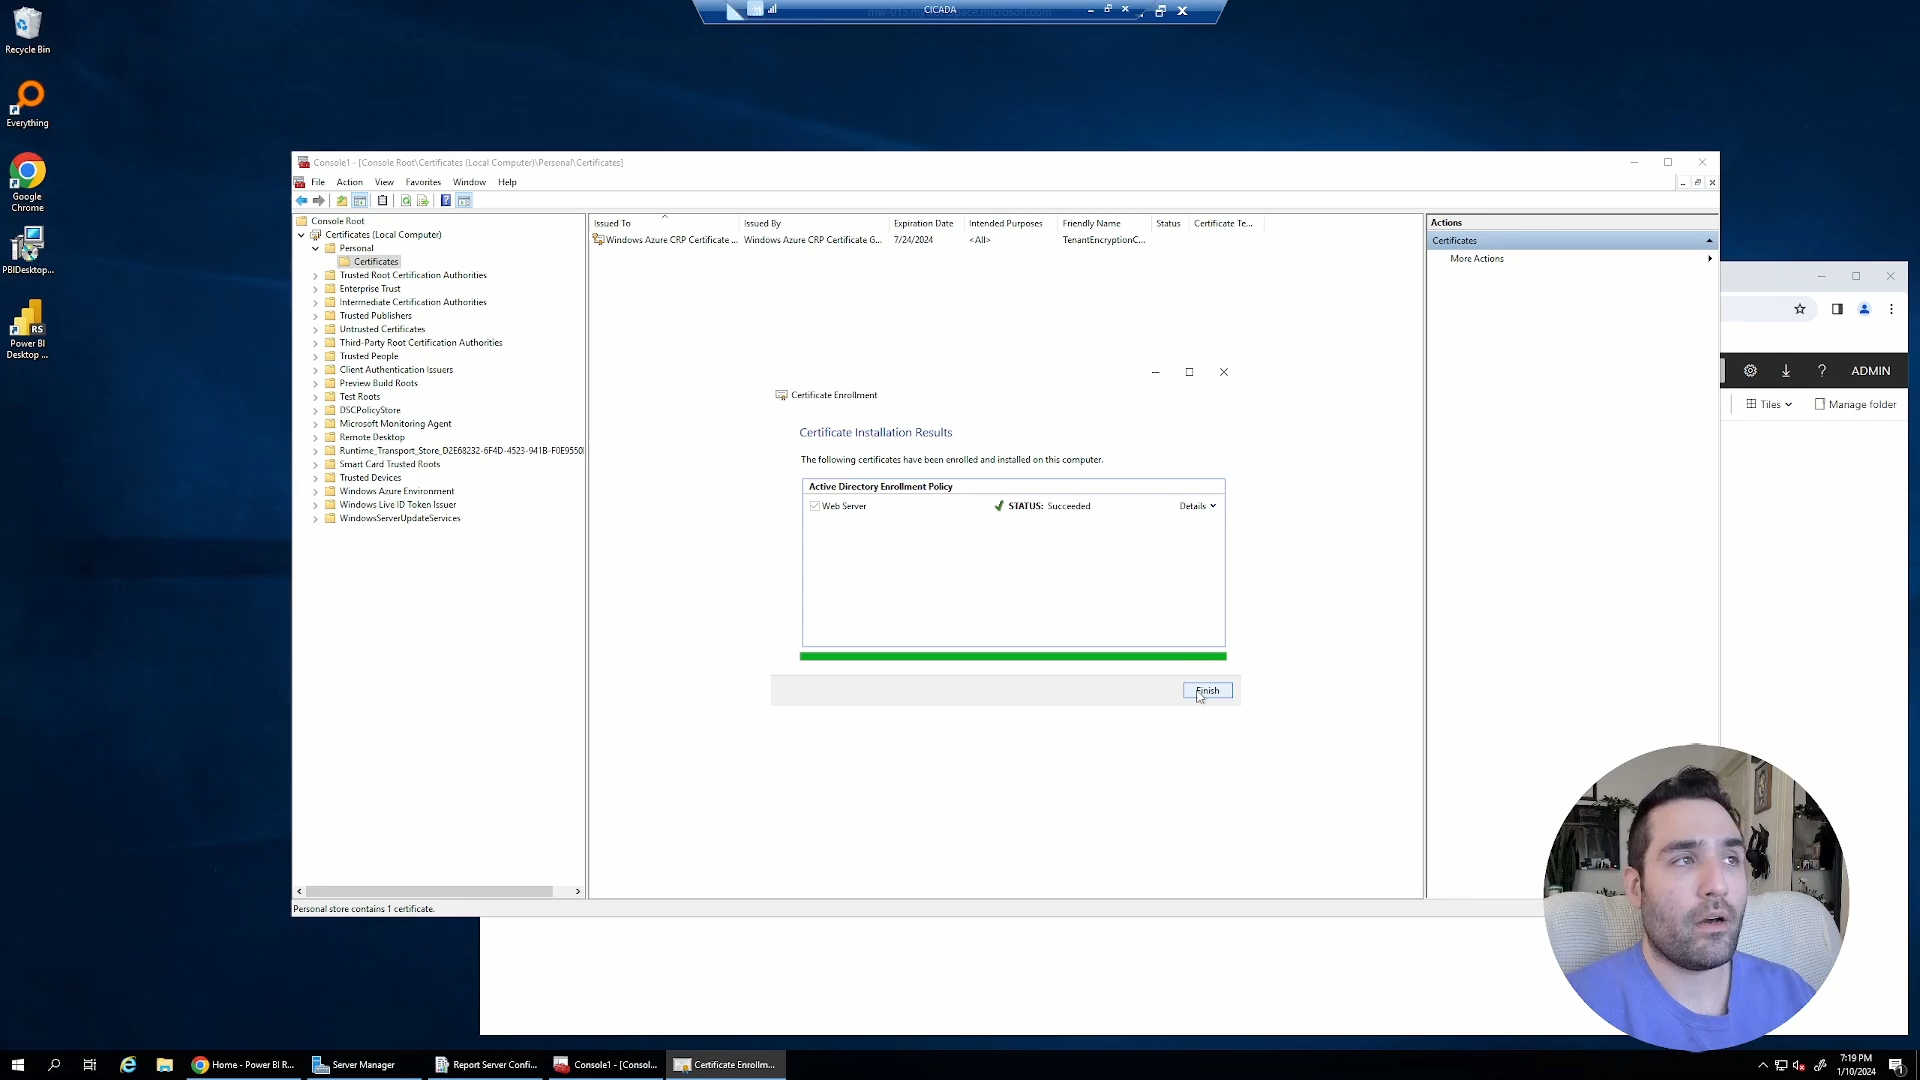 CICADA
Recycle Bin
Everything
Google
Chrome
PBIDesktop...
RS
Power BI
Desktop ...
Console1 - [Console Root\Certificates (Local Computer)\Personal\Certificates]
File Action View Favorites Window Help
Console Root
Certificates (Local Computer)
Personal
Certificates
Trusted Root Certification Authorities
Enterprise Trust
Intermediate Certification Authorities
Trusted Publishers
Untrusted Certificates
Third-Party Root Certification Authorities
Trusted People
Client Authentication Issuers
Preview Build Roots
Test Roots
DSCPolicyStore
Microsoft Monitoring Agent
Remote Desktop
Runtime_Transport_Store_D2E68232-6F4D-4523-941B-F0E9550
Smart Card Trusted Roots
Trusted Devices
Windows Azure Environment
Windows Live ID Token Issuer
WindowsServerUpdateServices
Issued To Issued By Expiration Date Intended Purposes Friendly Name Status Certificate Te...
Windows Azure CRP Certificate ... Windows Azure CRP Certificate G... 7/24/2024 <All> TenantEncryptionC...
Actions
Certificates
More Actions
Certificate Enrollment
Certificate Installation Results
The following certificates have been enrolled and installed on this computer.
Active Directory Enrollment Policy
Web Server STATUS: Succeeded Details
Finish
ADMIN
Tiles Manage folder
Personal store contains 1 certificate.
Home - Power BI R... Server Manager Report Server Confi... Console1 - [Consol... Certificate Enrollm...
7:19 PM
1/10/2024